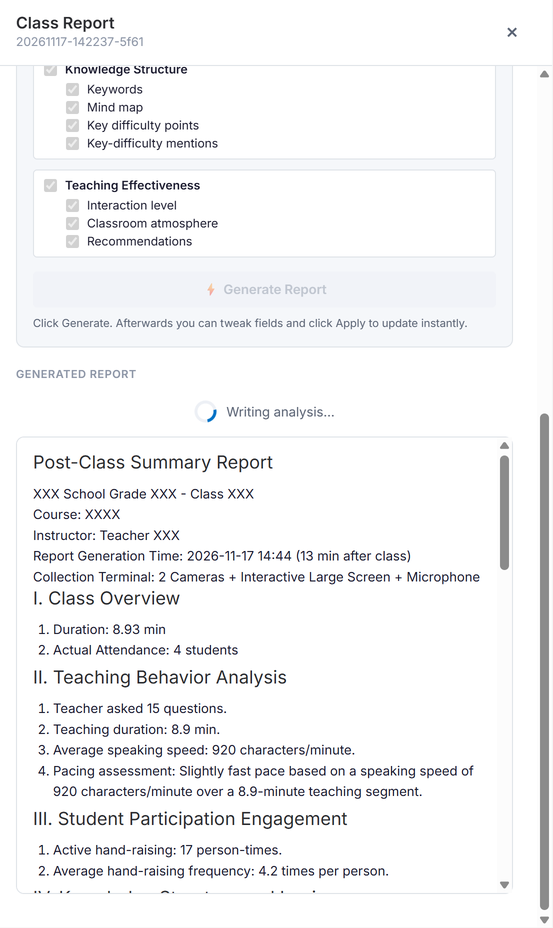 Class Report
20261117-142237-5f61
Knowledge Structure
Keywords
Mind map
Key difficulty points
Key-difficulty mentions
Teaching Effectiveness
Interaction level
Classroom atmosphere
Recommendations
Generate Report
Click Generate. Afterwards you can tweak fields and click Apply to update instantly.
GENERATED REPORT
Writing analysis...
Post-Class Summary Report
XXX School Grade XXX - Class XXX
Course: XXXX
Instructor: Teacher XXX
Report Generation Time: 2026-11-17 14:44 (13 min after class)
Collection Terminal: 2 Cameras + Interactive Large Screen + Microphone
I. Class Overview
1. Duration: 8.93 min
2. Actual Attendance: 4 students
II. Teaching Behavior Analysis
1. Teacher asked 15 questions.
2. Teaching duration: 8.9 min.
3. Average speaking speed: 920 characters/minute.
4. Pacing assessment: Slightly fast pace based on a speaking speed of
920 characters/minute over a 8.9-minute teaching segment.
III. Student Participation Engagement
1. Active hand-raising: 17 person-times.
2. Average hand-raising frequency: 4.2 times per person.